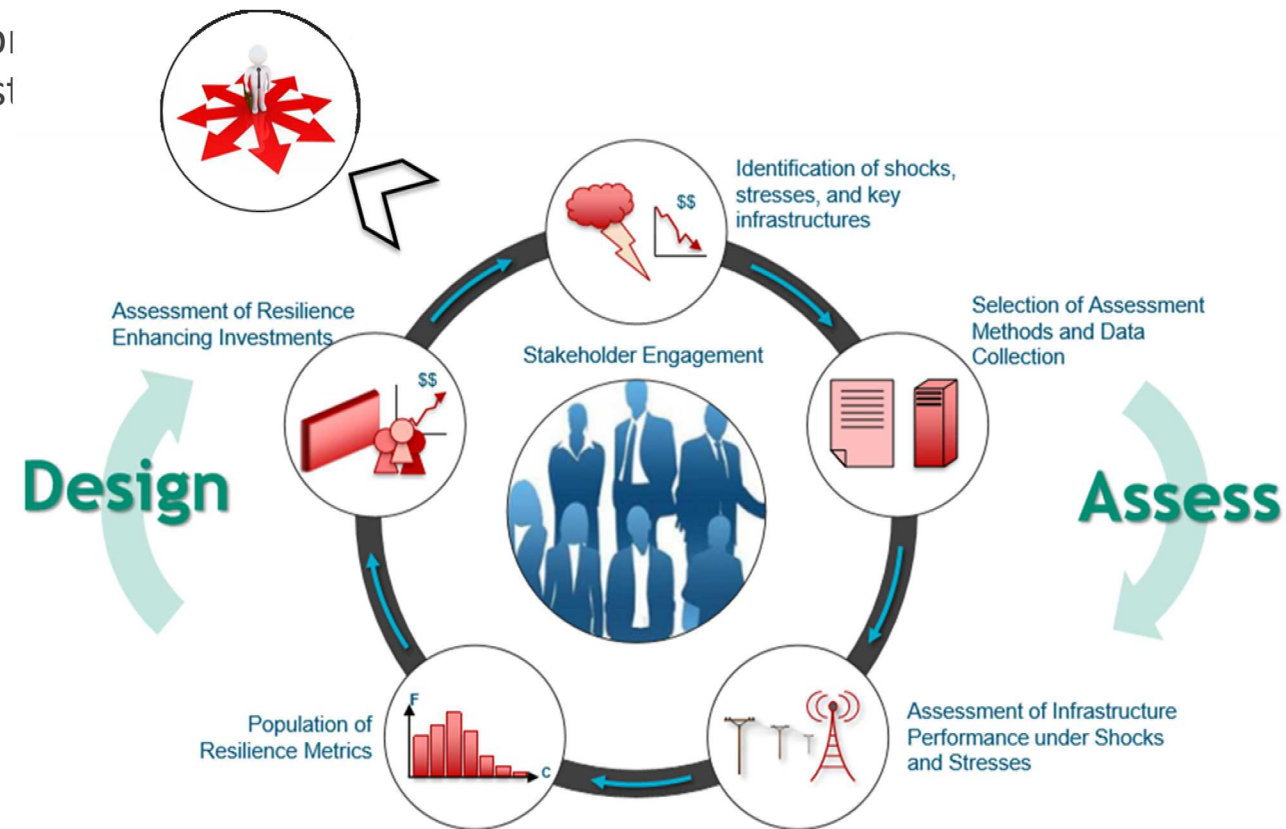 Identification of shocks,
stresses, and key
infrastructures
$$
Assessment of Resilience
Enhancing Investments
$$
Selection of Assessment
Methods and Data
Collection
Stakeholder Engagement
Design
Assess
Population of
Resilience Metrics
F
C
Assessment of Infrastructure
Performance under Shocks
and Stresses